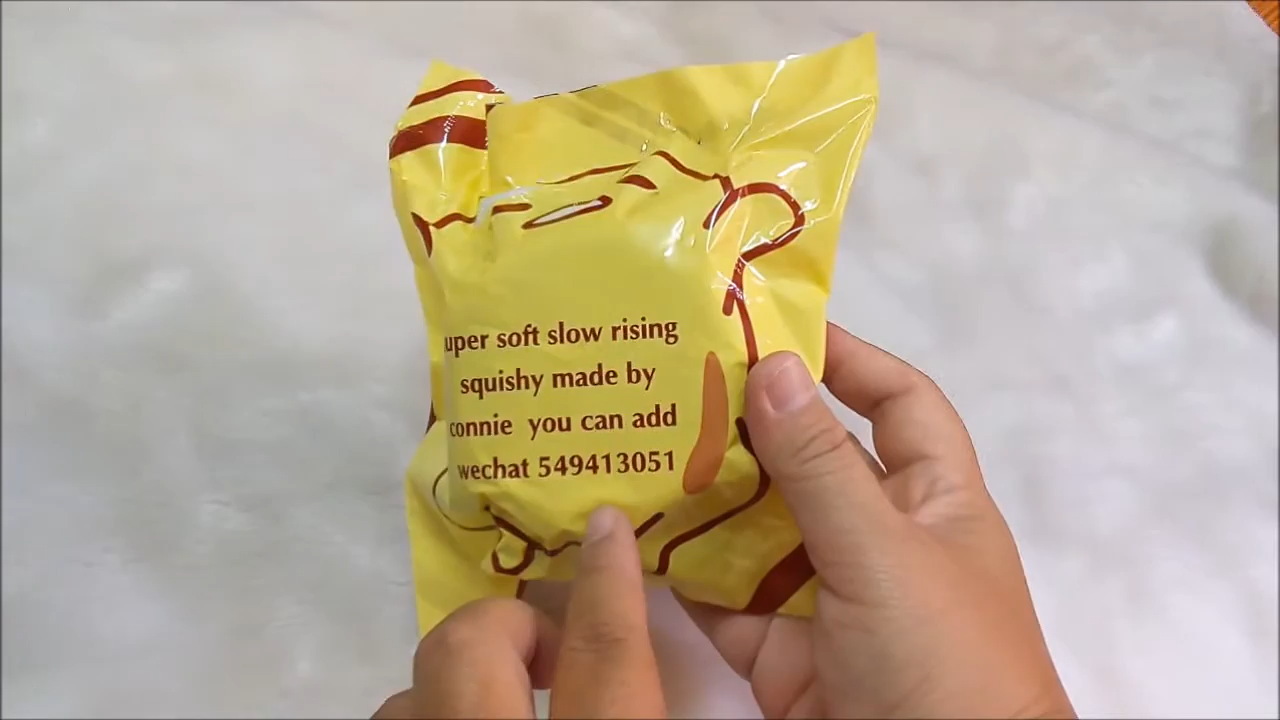 uper soft slow rising
squishy made by
connie you can add
wechat 549413051